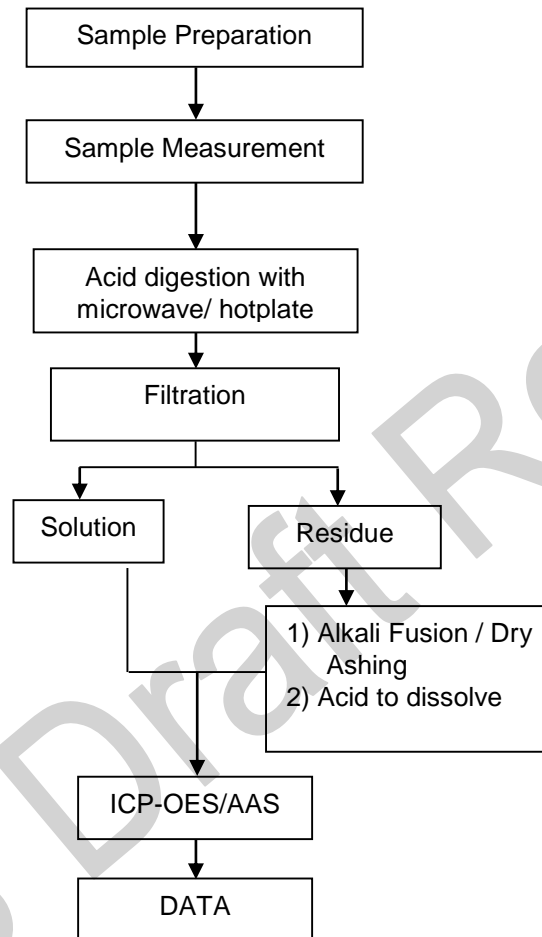 Sample Preparation
Sample Measurement
Acid digestion with
microwave/ hotplate
Filtration
Solution
Residue
1) Alkali Fusion / Dry
Ashing
2) Acid to dissolve
ICP-OES/AAS
DATA
Draft